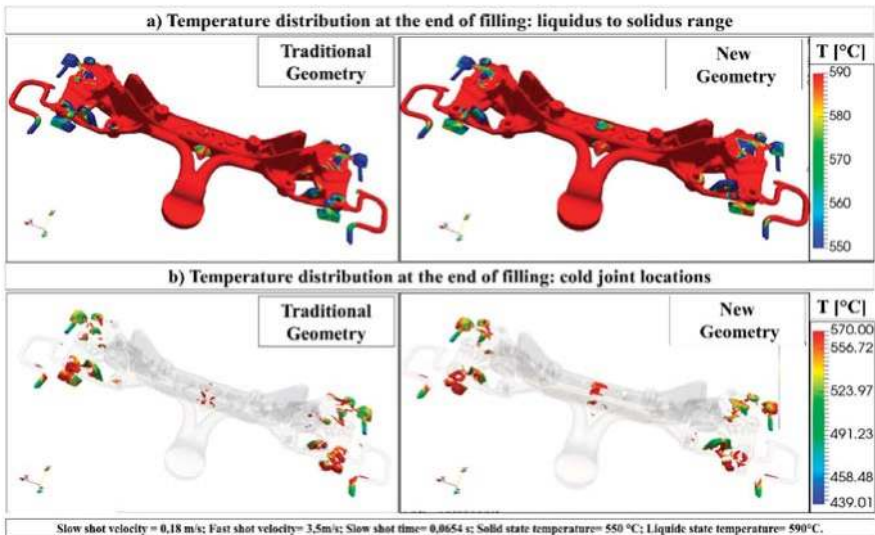 a) Temperature distribution at the end of filling: liquidus to solidus range
Traditional
Geometry
New
Geometry
T [°C]
590
580
570
560
550
b) Temperature distribution at the end of filling: cold joint locations
Traditional
Geometry
New
Geometry
T [°C]
570.00
556.72
523.97
491.23
458.48
439.01
Slow shot velocity = 0,18 m/s; Fast shot velocity= 3,5m/s; Slow shot time= 0,0654 s; Solid state temperature= 550 °C; Liquide state temperature= 590°C.